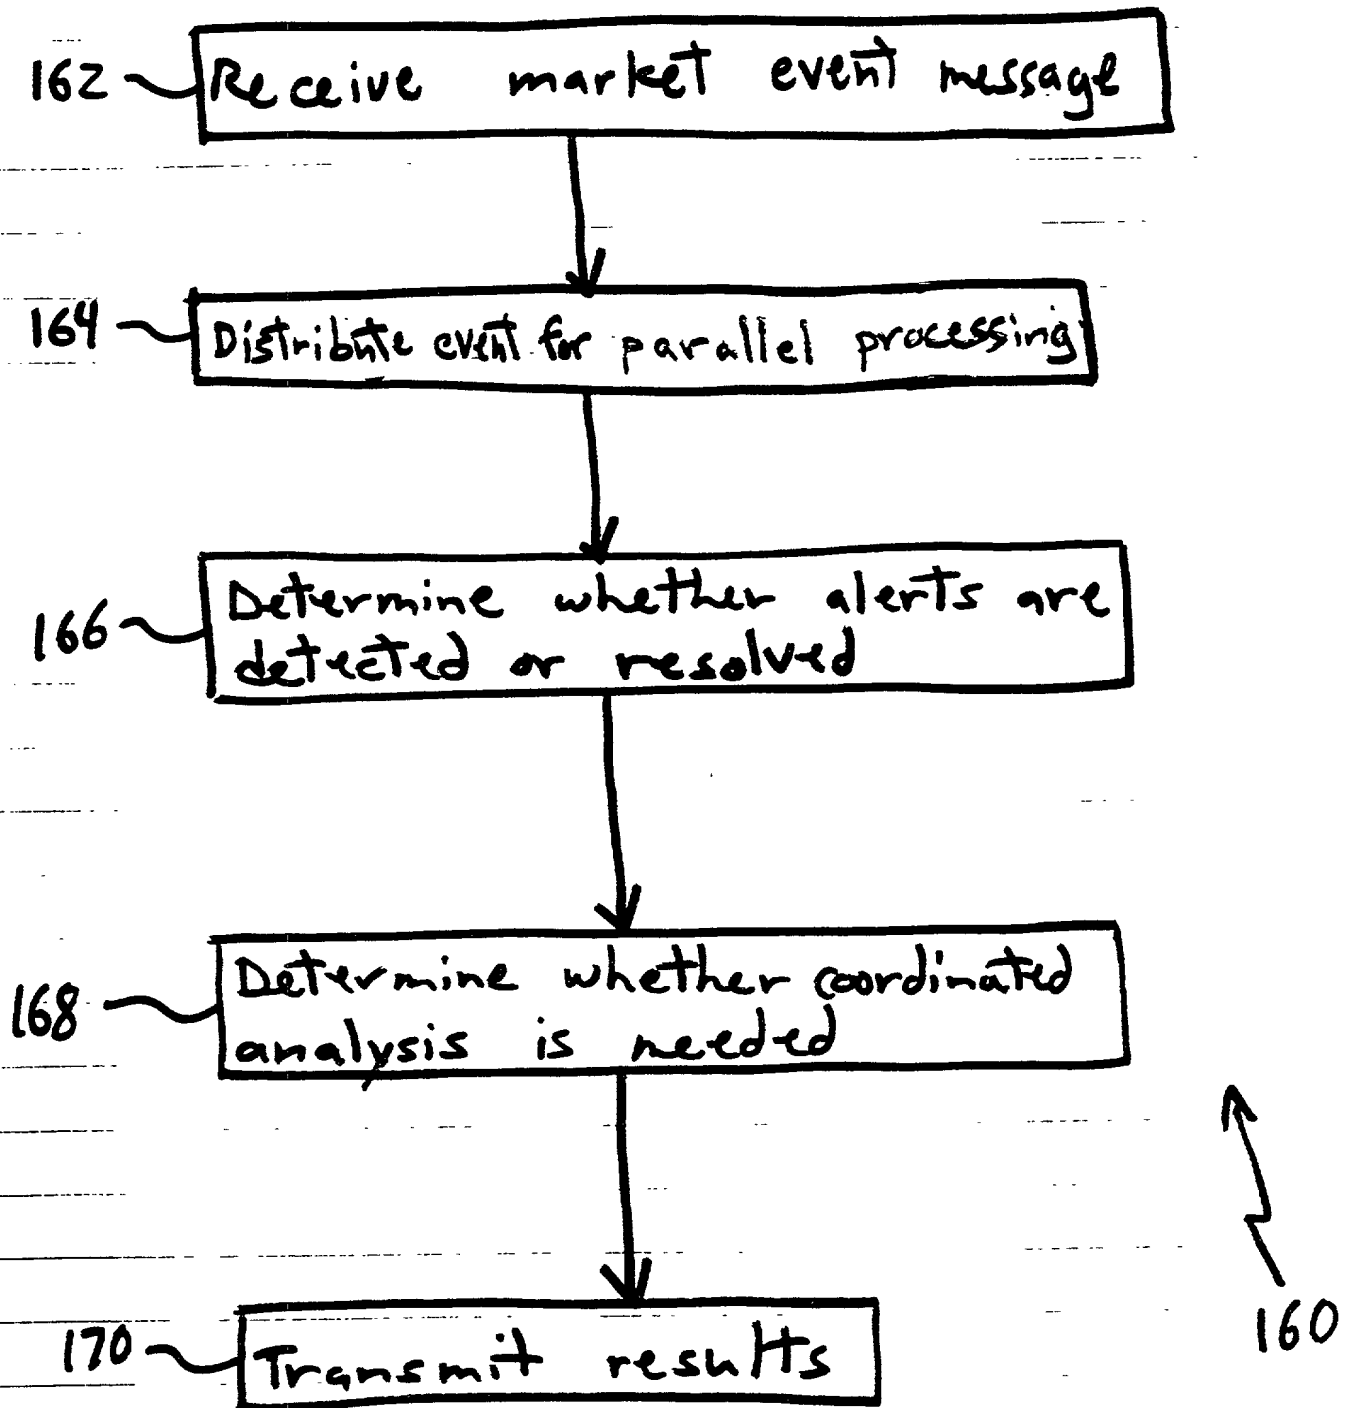 162 Receive market event message
164 Distribute event for parallel processing
166 Determine whether alerts are
detected or resolved
168 Determine whether coordinated
analysis is needed
160
170 Transmit results